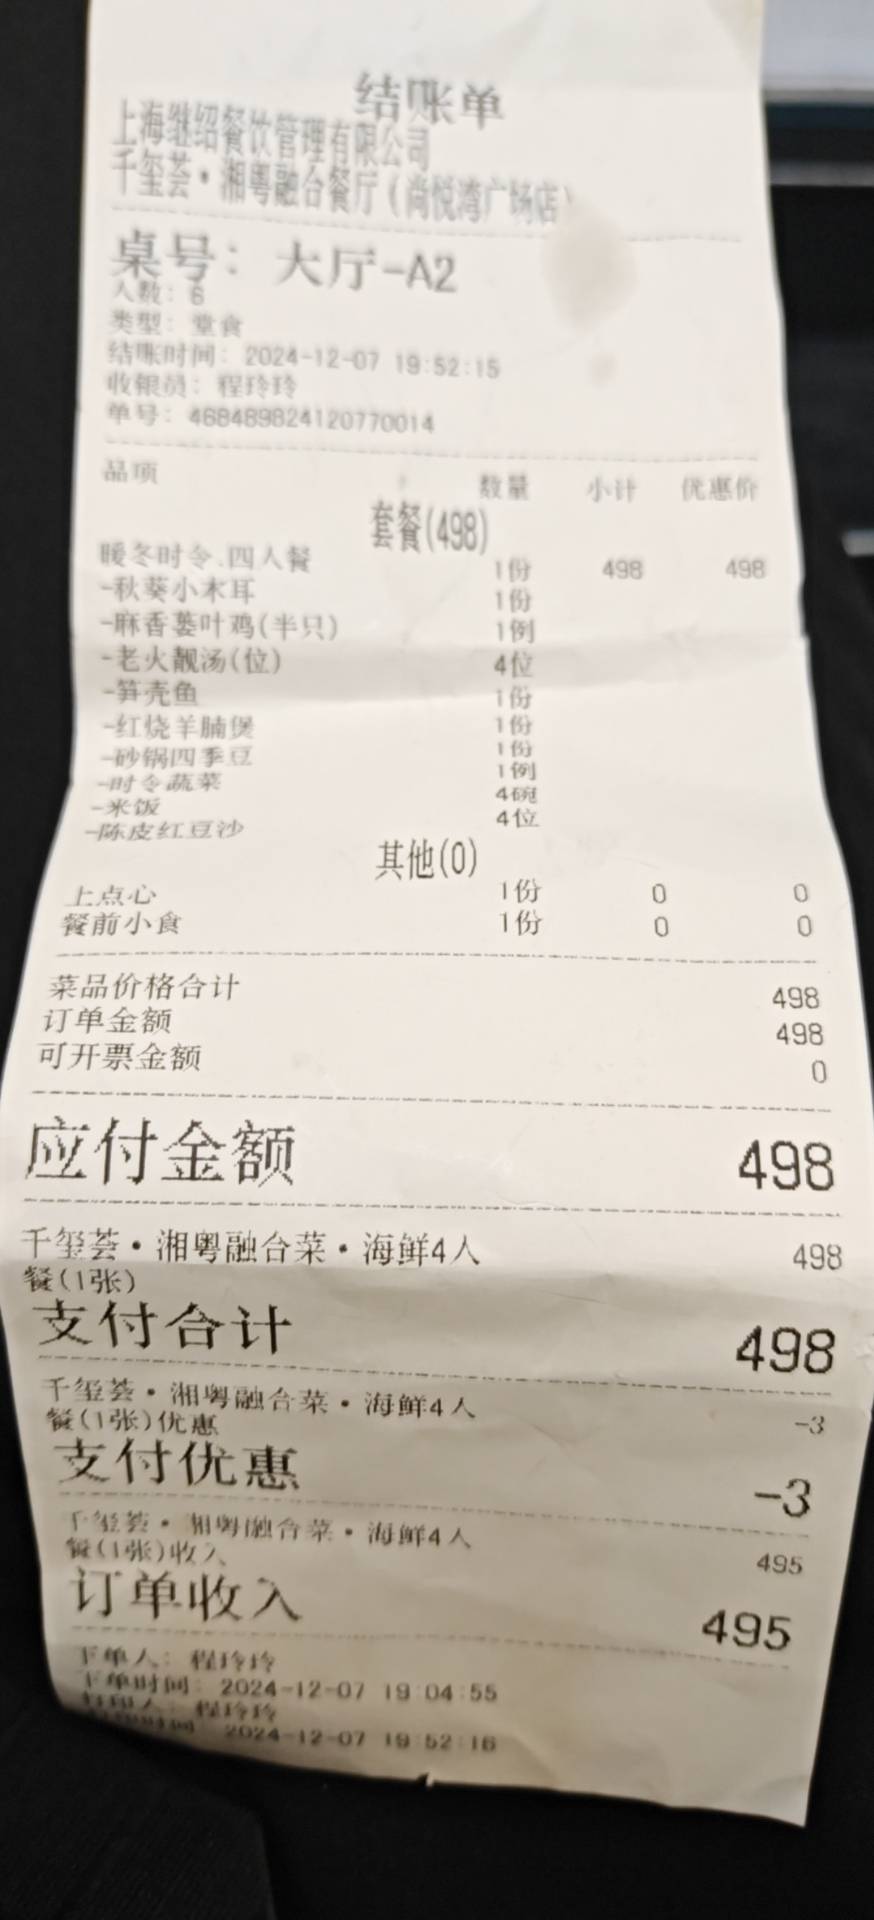 结账单
上海继绍餐饮管理有限公司
千玺荟·湘粤融合餐厅(尚悦湾广场店)
桌号: 大厅-A2
人数: 6
类型: 堂食
结账时间: 2024-12-07 19:52:15
收银员: 程玲玲
单号: 468489824120770014
品项 数量 小计 优惠价
套餐(498)
暖冬时令.四人餐 1份 498 498
-秋葵小木耳 1份
-麻香蒌叶鸡(半只) 1例
-老火靓汤(位) 4位
-笋壳鱼 1份
-红烧羊腩煲 1份
-砂锅四季豆 1份
-时令蔬菜 1例
-米饭 4碗
-陈皮红豆沙 4位
其他(0)
上点心 1份 0 0
餐前小食 1份 0 0
菜品价格合计 498
订单金额 498
可开票金额 0
应付金额 498
千玺荟·湘粤融合菜·海鲜4人 498
餐(1张)
支付合计 498
千玺荟·湘粤融合菜·海鲜4人 -3
餐(1张)优惠
支付优惠 -3
千玺荟·湘粤融合菜·海鲜4人 495
餐(1张)收入
订单收入 495
下单人: 程玲玲
下单时间: 2024-12-07 19:04:55
打印人: 程玲玲
打印时间: 2024-12-07 19:52:16